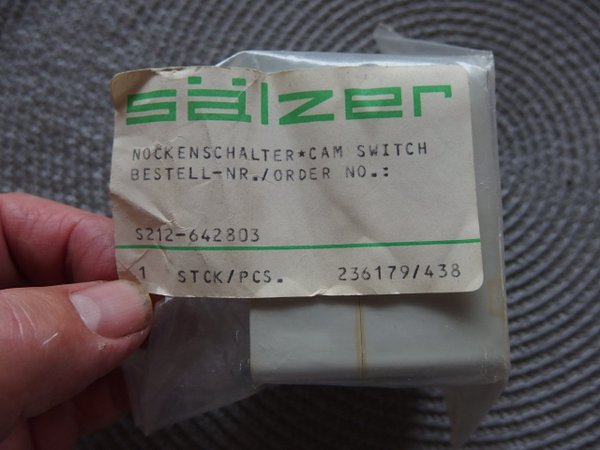 sälzer
NOCKENSCHALTER*CAM SWITCH
BESTELL-NR./ORDER NO.:
S212-642803
1 STCK/PCS. 236179/438